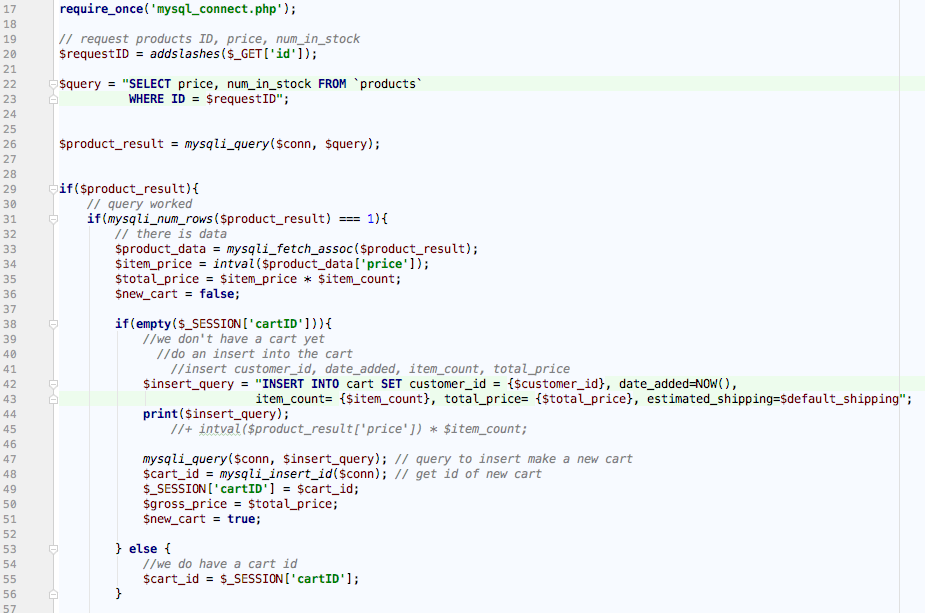 17 require_once('mysql_connect.php');
18
19 // request products ID, price, num_in_stock
20 $requestID = addslashes($_GET['id']);
21
22 $query = "SELECT price, num_in_stock FROM `products`
23 WHERE ID = $requestID";
24
25
26 $product_result = mysqli_query($conn, $query);
27
28
29 if($product_result){
30 // query worked
31 if(mysqli_num_rows($product_result) === 1){
32 // there is data
33 $product_data = mysqli_fetch_assoc($product_result);
34 $item_price = intval($product_data['price']);
35 $total_price = $item_price * $item_count;
36 $new_cart = false;
37
38 if(empty($_SESSION['cartID'])){
39 //we don't have a cart yet
40 //do an insert into the cart
41 //insert customer_id, date_added, item_count, total_price
42 $insert_query = "INSERT INTO cart SET customer_id = {$customer_id}, date_added=NOW(),
43 item_count= {$item_count}, total_price= {$total_price}, estimated_shipping=$default_shipping";
44 print($insert_query);
45 //+ intval($product_result['price']) * $item_count;
46
47 mysqli_query($conn, $insert_query); // query to insert make a new cart
48 $cart_id = mysqli_insert_id($conn); // get id of new cart
49 $_SESSION['cartID'] = $cart_id;
50 $gross_price = $total_price;
51 $new_cart = true;
52
53 } else {
54 //we do have a cart id
55 $cart_id = $_SESSION['cartID'];
56 }
57